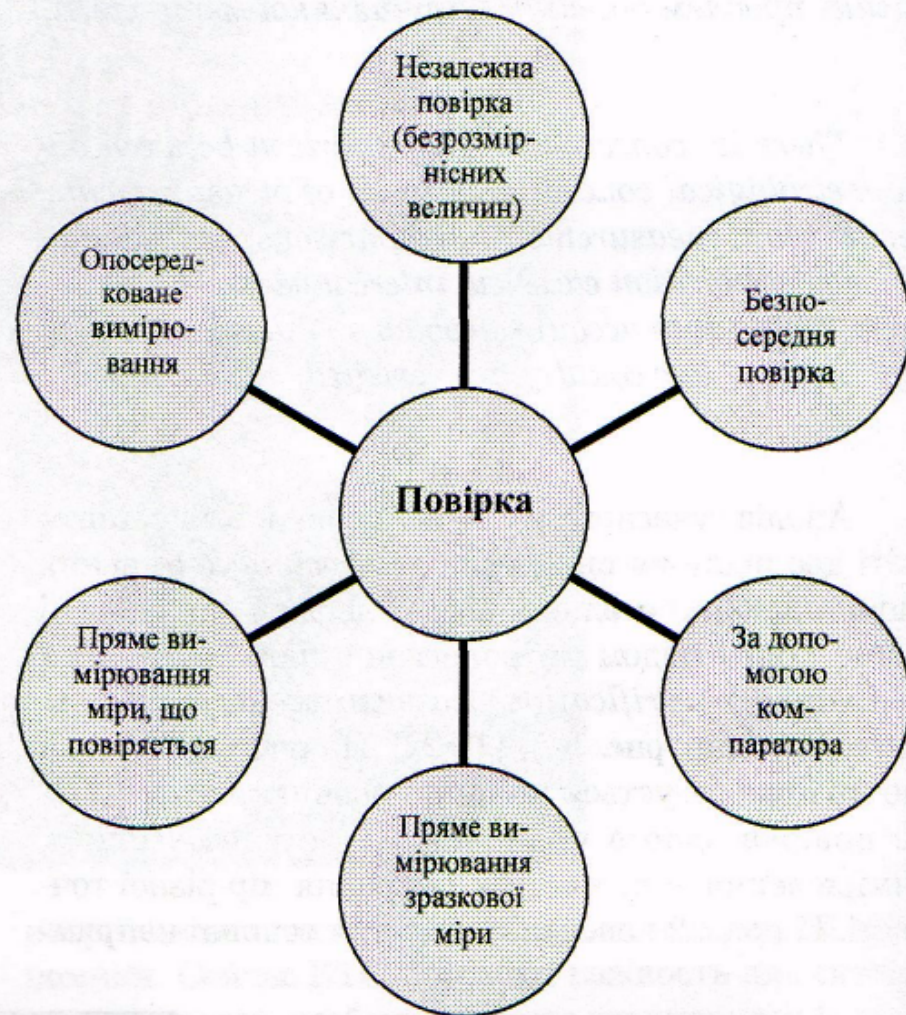 Незалежна
повірка
(безрозмір-
нісних
величин)
Опосеред-
коване
вимірю-
вання
Безпо-
середня
повірка
Повірка
Пряме ви-
мірювання
міри, що
повіряється
За допо-
могою
ком-
паратора
Пряме ви-
мірювання
зразкової
міри